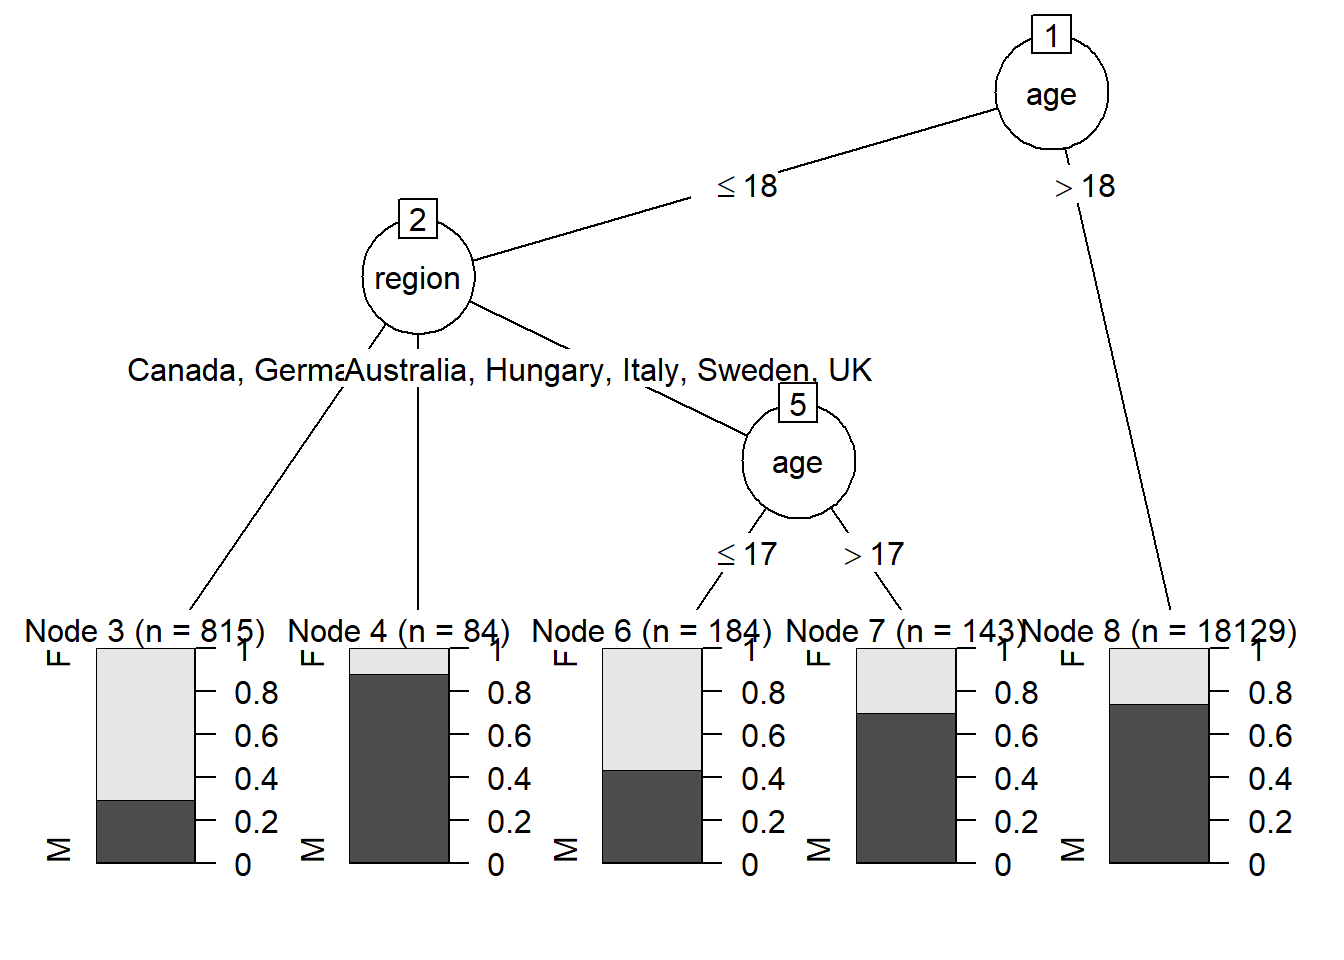 1
age
≤ 18
> 18
2
region
Canada, Germa
Australia, Hungary, Italy, Sweden, UK
5
age
≤ 17
> 17
Node 3 (n = 815)
Node 4 (n = 84)
Node 6 (n = 184)
Node 7 (n = 143)
Node 8 (n = 18129)
F
M
1
0.8
0.6
0.4
0.2
0
F
M
1
0.8
0.6
0.4
0.2
0
F
M
1
0.8
0.6
0.4
0.2
0
F
M
1
0.8
0.6
0.4
0.2
0
F
M
1
0.8
0.6
0.4
0.2
0